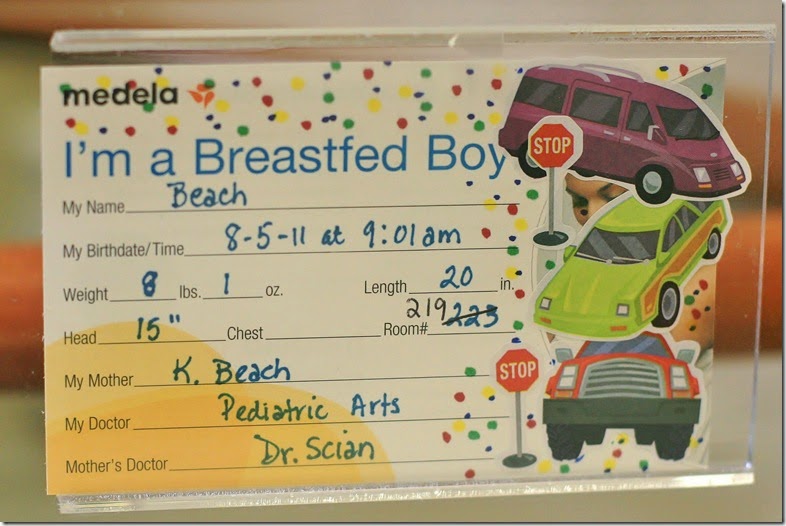 medela
I'm a Breastfed Boy
My Name Beach
My Birthdate/Time 8-5-11 at 9:01am
Weight 8 lbs. 1 oz. Length 20 in.
Head 15" Chest Room# 219 223
My Mother K. Beach
My Doctor Pediatric Arts
Mother's Doctor Dr. Scian
STOP
STOP